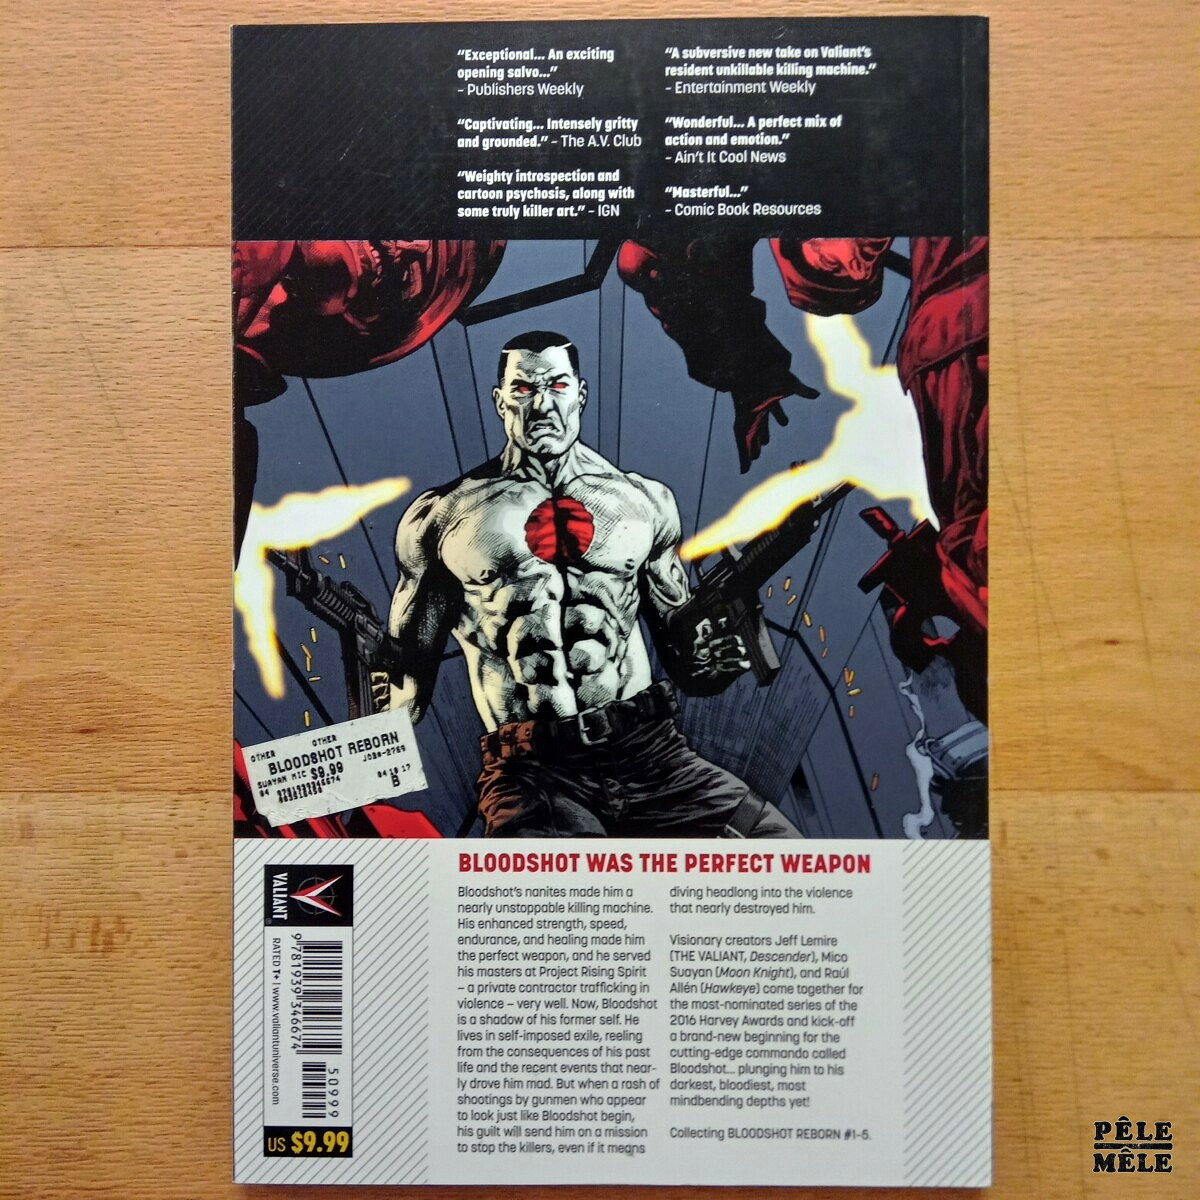 “Exceptional... An exciting
opening salvo...”
– Publishers Weekly
“Captivating... Intensely gritty
and grounded.” – The A.V. Club
“Weighty introspection and
cartoon psychosis, along with
some truly killer art.” – IGN
“A subversive new take on Valiant’s
resident unkillable killing machine.”
– Entertainment Weekly
“Wonderful... A perfect mix of
action and emotion.”
– Ain’t It Cool News
“Masterful...”
– Comic Book Resources
OTHER OTHER
BLOODSHOT REBORN
SUAYAN MIC $9.99 J030-2769
04 9781939346674 04 19 17
B
BLOODSHOT WAS THE PERFECT WEAPON
Bloodshot’s nanites made him a
nearly unstoppable killing machine.
His enhanced strength, speed,
endurance, and healing made him
the perfect weapon, and he served
his masters at Project Rising Spirit
– a private contractor trafficking in
violence – very well. Now, Bloodshot
is a shadow of his former self. He
lives in self-imposed exile, reeling
from the consequences of his past
life and the recent events that near-
ly drove him mad. But when a rash of
shootings by gunmen who appear
to look just like Bloodshot begin,
his guilt will send him on a mission
to stop the killers, even if it means
diving headlong into the violence
that nearly destroyed him.
Visionary creators Jeff Lemire
(THE VALIANT, Descender), Mico
Suayan (Moon Knight), and Raúl
Allén (Hawkeye) come together for
the most-nominated series of the
2016 Harvey Awards and kick-off
a brand-new beginning for the
cutting-edge commando called
Bloodshot... plunging him to his
darkest, bloodiest, most
mindbending depths yet!
Collecting BLOODSHOT REBORN #1–5.
VALIANT
RATED T+ | www.valiantuniverse.com
9 781939 346674
50999
US $9.99
PÊLE
MÊLE